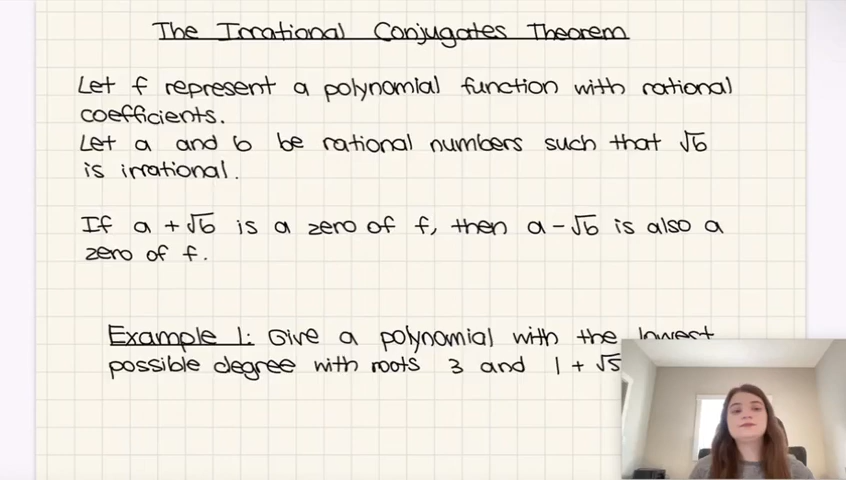 The Irrational Conjugates Theorem
Let f represent a polynomial function with rational
coefficients.
Let a and b be rational numbers such that √b
is irrational.
If a + √b is a zero of f, then a - √b is also a
zero of f.
Example 1: Give a polynomial with the lowest
possible degree with roots 3 and 1 + √5